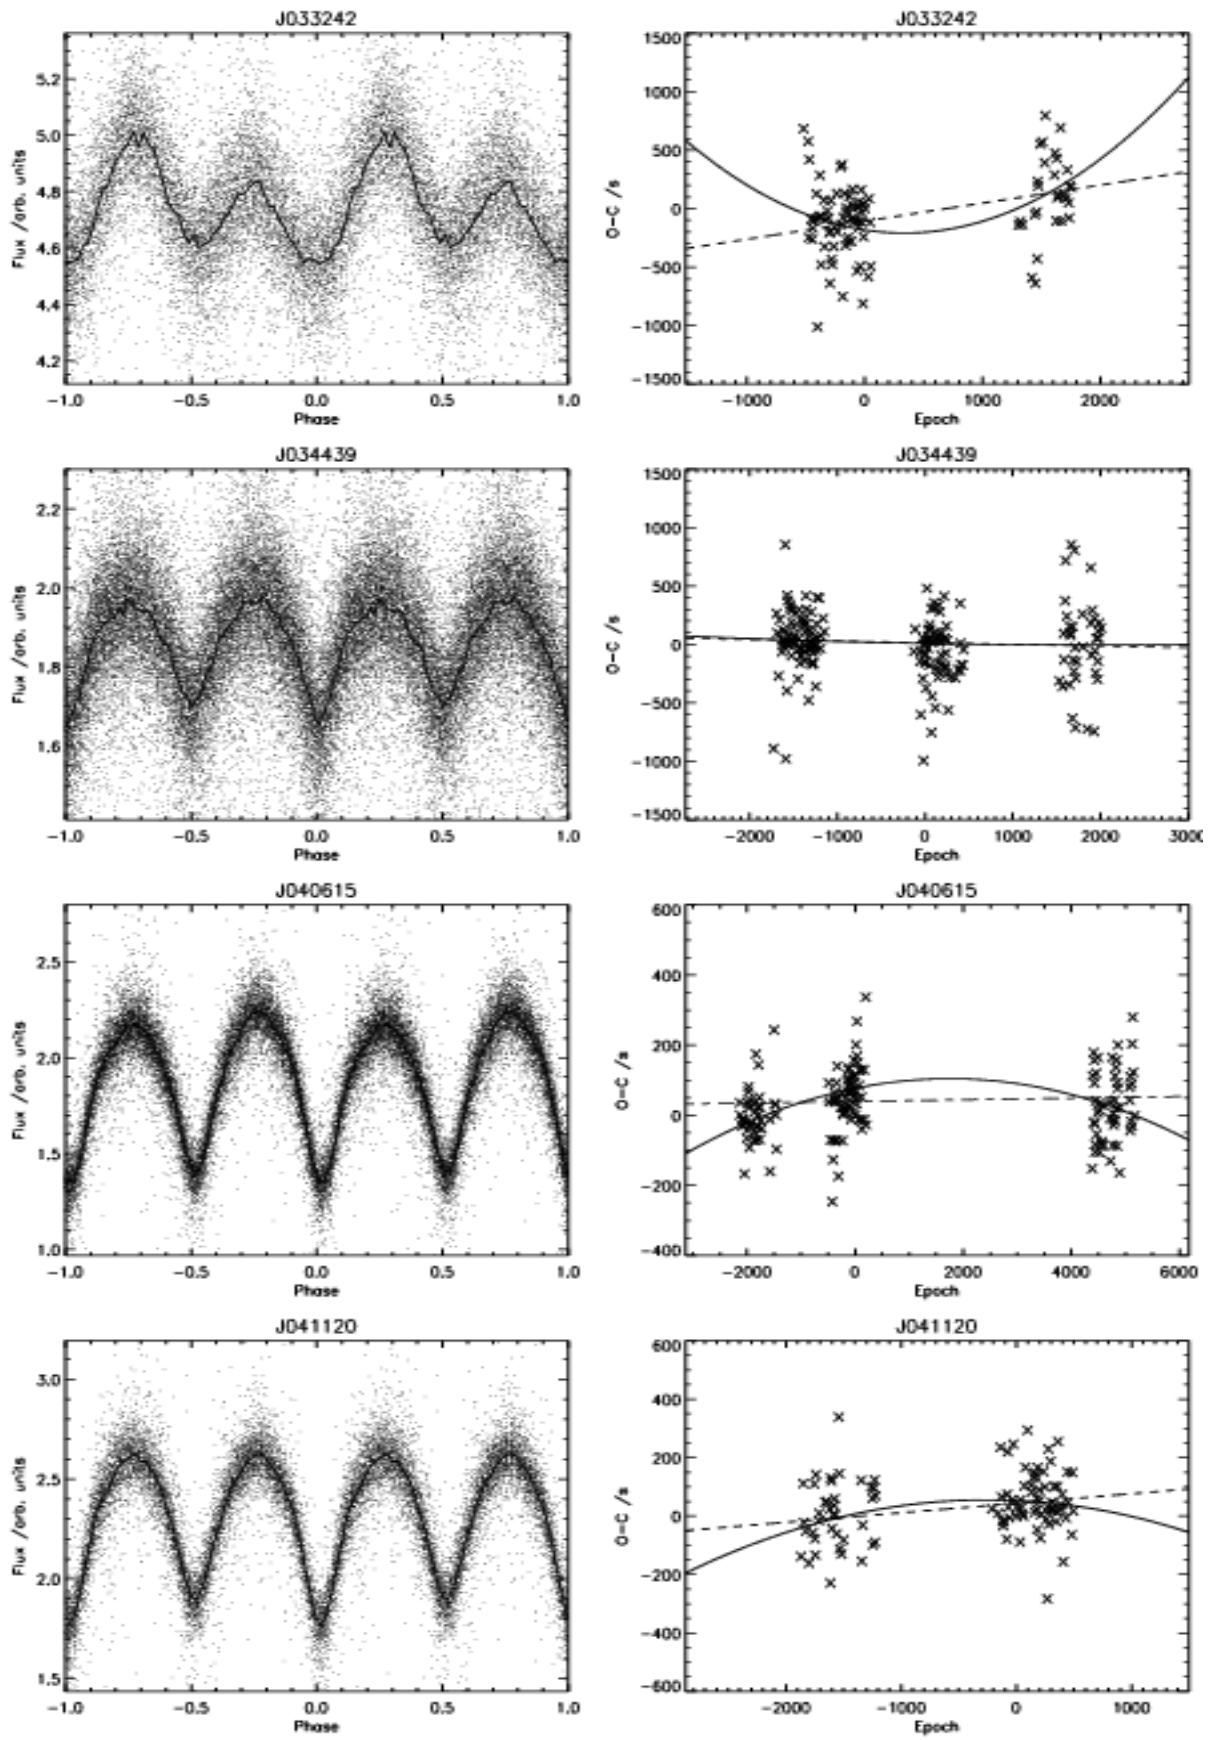 J033242
J033242
5.2
5.0
4.8
4.6
4.4
4.2
Flux /arb. units
-1.0 -0.5 0.0 0.5 1.0
Phase
1500
1000
500
0
-500
-1000
-1500
O-C /s
-1000 0 1000 2000
Epoch
J034439
J034439
2.2
2.0
1.8
1.6
Flux /arb. units
-1.0 -0.5 0.0 0.5 1.0
Phase
1500
1000
500
0
-500
-1000
-1500
O-C /s
-2000 -1000 0 1000 2000 3000
Epoch
J040615
J040615
2.5
2.0
1.5
1.0
Flux /arb. units
-1.0 -0.5 0.0 0.5 1.0
Phase
600
400
200
0
-200
-400
O-C /s
-2000 0 2000 4000 6000
Epoch
J041120
J041120
3.0
2.5
2.0
1.5
Flux /arb. units
-1.0 -0.5 0.0 0.5 1.0
Phase
600
400
200
0
-200
-400
-600
O-C /s
-2000 -1000 0 1000
Epoch